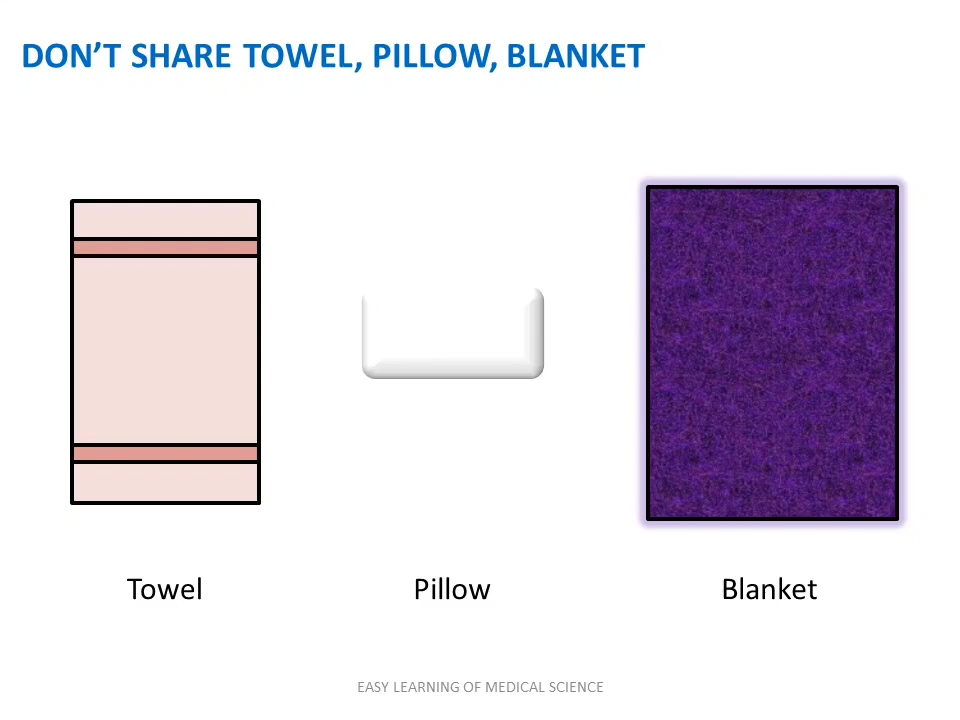 DON’T SHARE TOWEL, PILLOW, BLANKET
Towel
Pillow
Blanket
EASY LEARNING OF MEDICAL SCIENCE